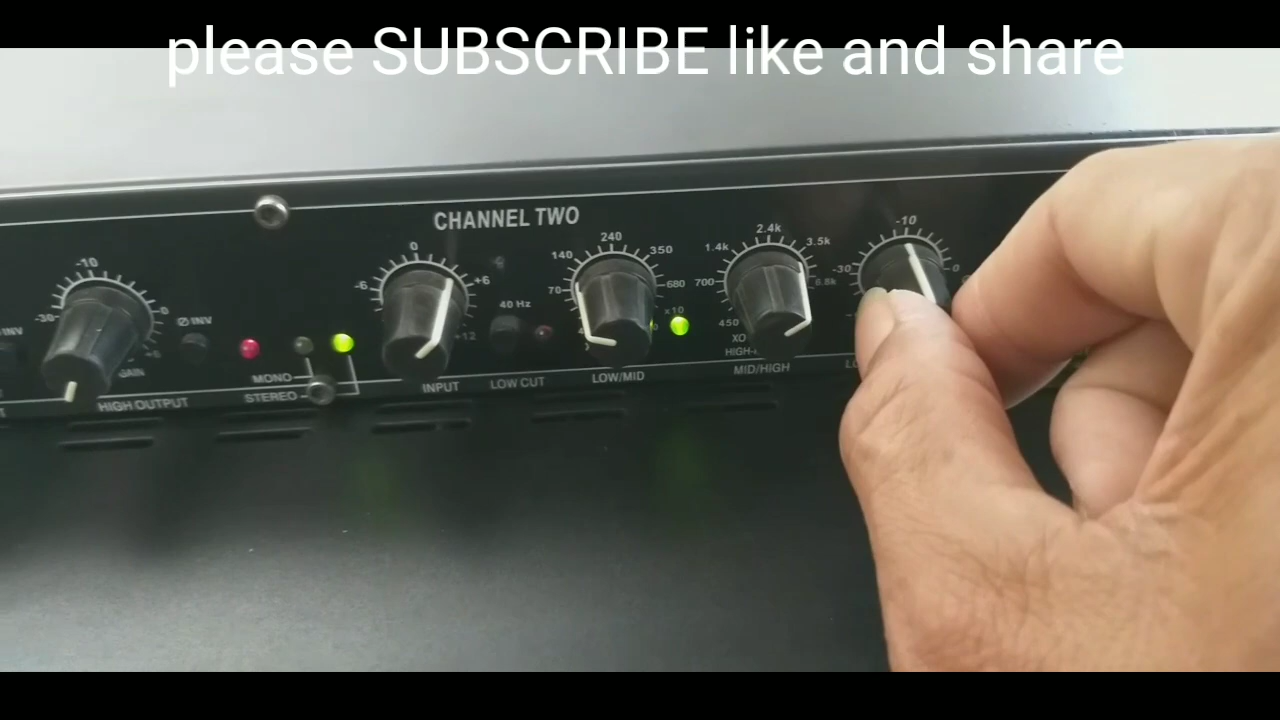 please SUBSCRIBE like and share
CHANNEL TWO
-10
-30
0
INV
Ø INV
GAIN
HIGH OUTPUT
MONO
STEREO
0
-6
+6
+12
INPUT
40 Hz
LOW CUT
240
140
350
70
680
x10
LOW/MID
2.4k
1.4k
3.5k
700
6.8k
450
XO
MID/HIGH
-10
-30
0